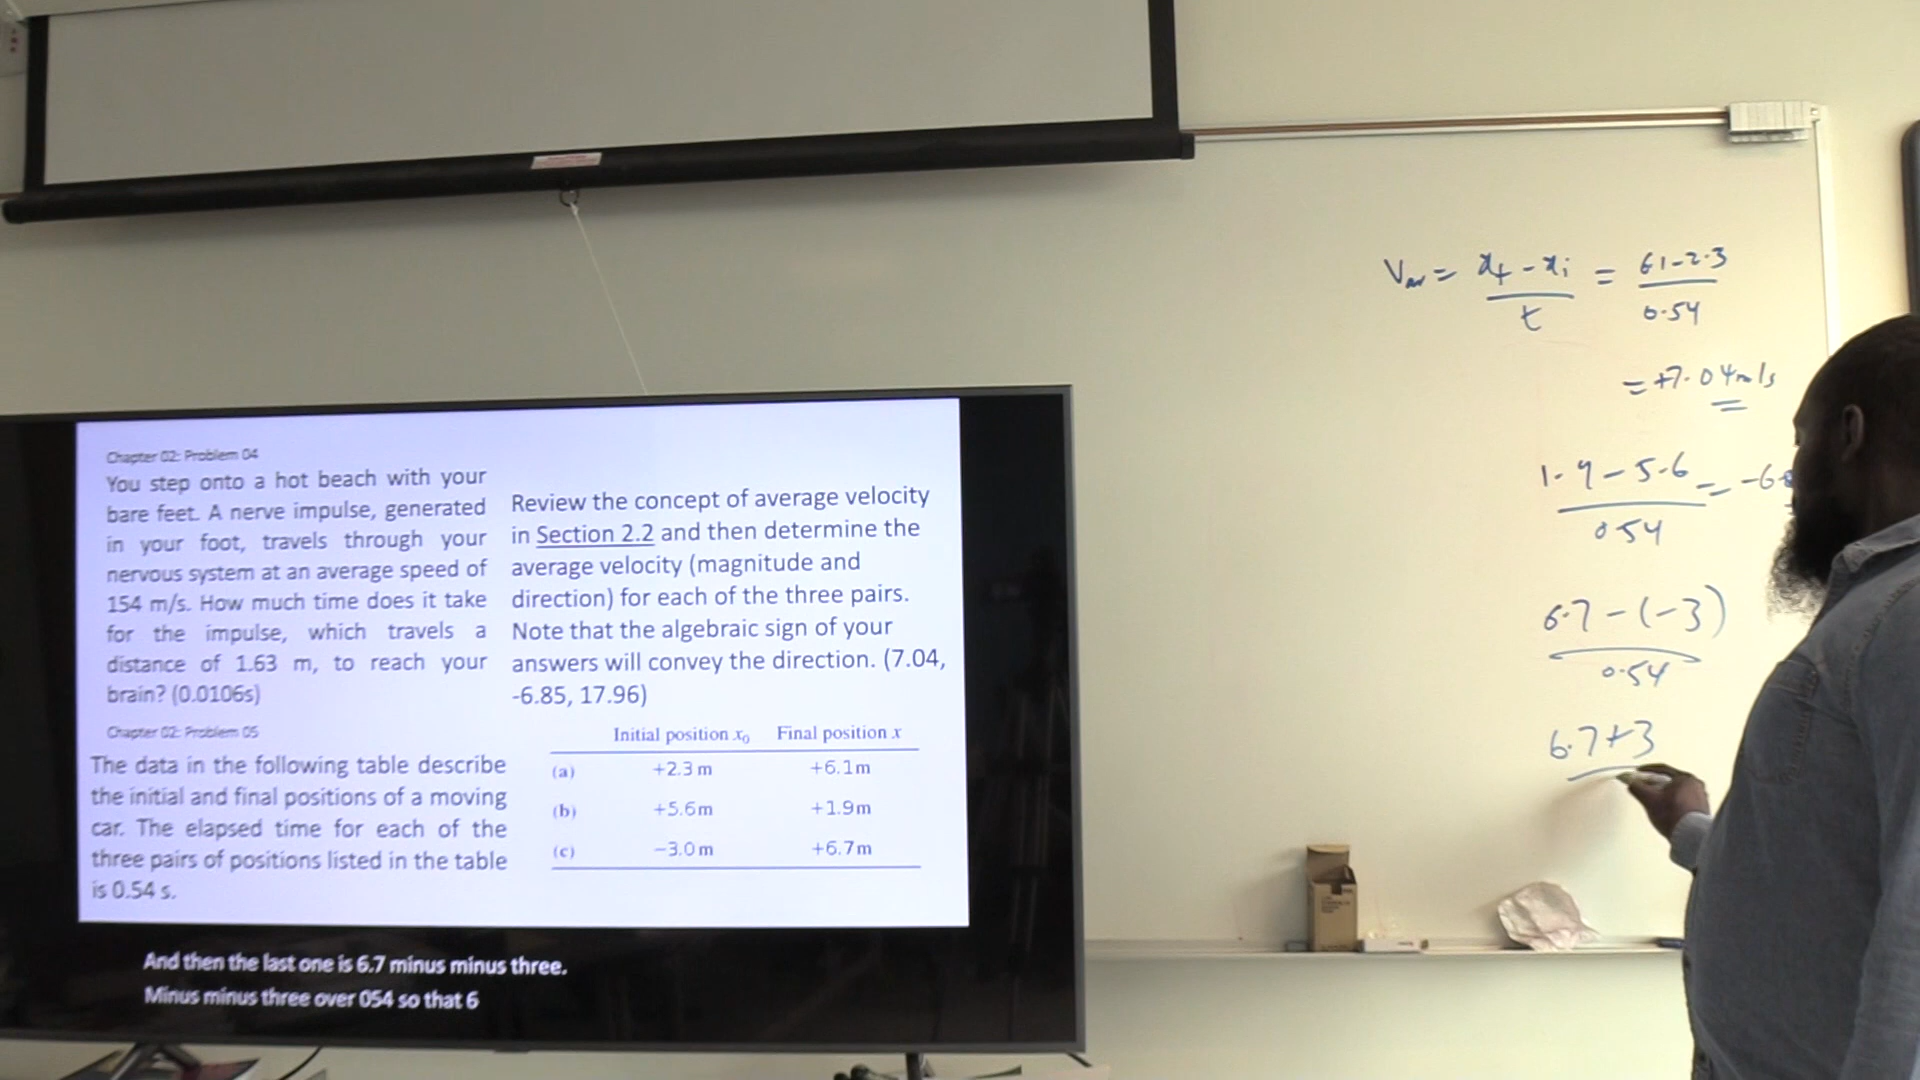 Chapter 02: Problem 04
You step onto a hot beach with your
bare feet. A nerve impulse, generated
in your foot, travels through your
nervous system at an average speed of
154 m/s. How much time does it take
for the impulse, which travels a
distance of 1.63 m, to reach your
brain? (0.0106s)
Chapter 02: Problem 05
The data in the following table describe
the initial and final positions of a moving
car. The elapsed time for each of the
three pairs of positions listed in the table
is 0.54 s.
Review the concept of average velocity
in Section 2.2 and then determine the
average velocity (magnitude and
direction) for each of the three pairs.
Note that the algebraic sign of your
answers will convey the direction. (7.04,
-6.85, 17.96)
Initial position x₀ Final position x
(a) +2.3 m +6.1m
(b) +5.6m +1.9m
(c) −3.0 m +6.7m
And then the last one is 6.7 minus minus three.
Minus minus three over 054 so that 6
Vav = xf - xi / t = 6.1-2.3 / 0.54
= +7.04m/s
1.9 - 5.6 / 0.54 = -6.
6.7 - (-3) / 0.54
6.7+3